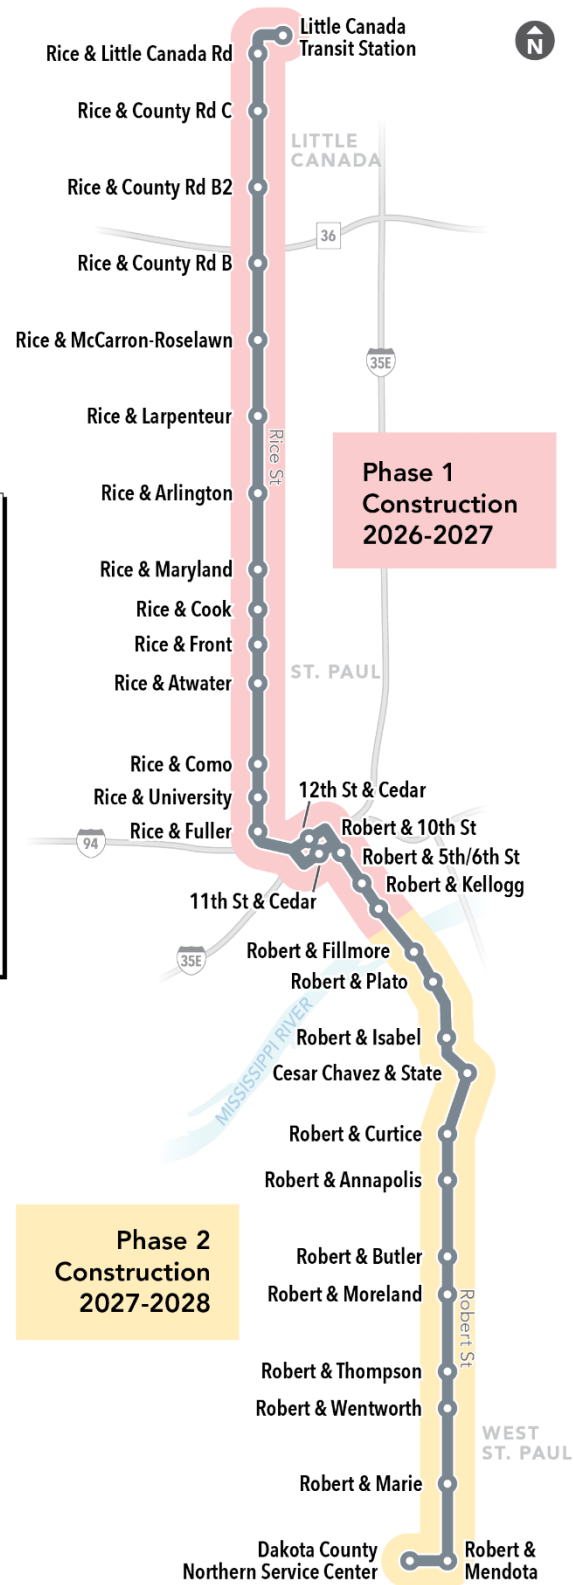 Little Canada
Transit Station
N
Rice & Little Canada Rd
Rice & County Rd C
LITTLE
CANADA
Rice & County Rd B2
36
Rice & County Rd B
Rice & McCarron-Roselawn
35E
Rice & Larpenteur
Rice St
Phase 1
Construction
2026-2027
Rice & Arlington
Rice & Maryland
Rice & Cook
Rice & Front
ST. PAUL
Rice & Atwater
Rice & Como
12th St & Cedar
Rice & University
Rice & Fuller
94
Robert & 10th St
Robert & 5th/6th St
Robert & Kellogg
11th St & Cedar
35E
Robert & Fillmore
Robert & Plato
MISSISSIPPI RIVER
Robert & Isabel
Cesar Chavez & State
Robert & Curtice
Robert & Annapolis
Phase 2
Construction
2027-2028
Robert & Butler
Robert & Moreland
Robert St
Robert & Thompson
Robert & Wentworth
WEST
ST. PAUL
Robert & Marie
Dakota County
Northern Service Center
Robert &
Mendota